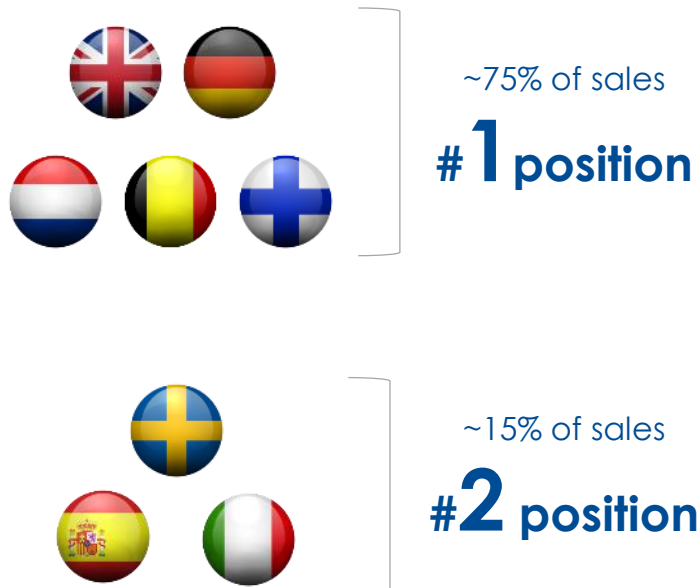 ~75% of sales
#1 position
~15% of sales
#2 position